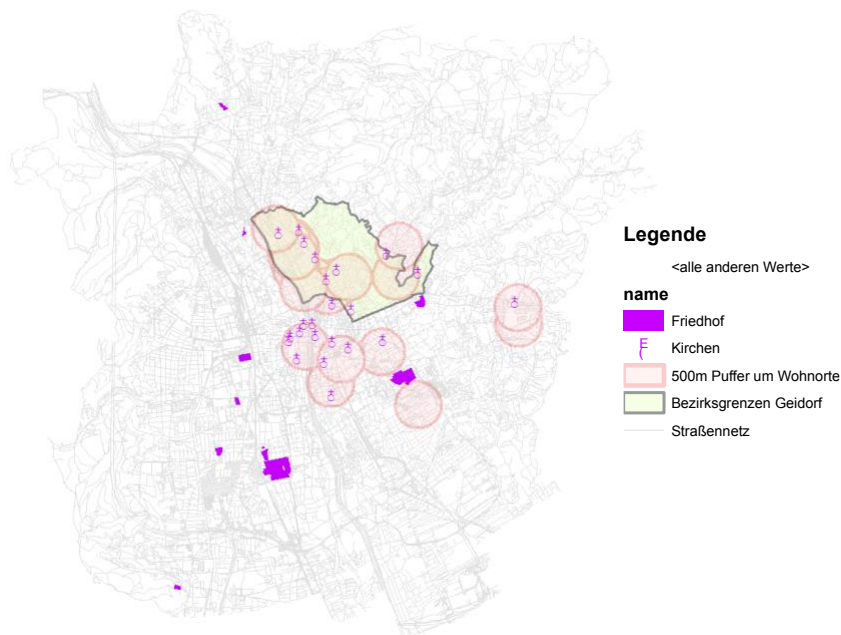 Legende
<alle anderen Werte>
name
Friedhof
Kirchen
500m Puffer um Wohnorte
Bezirksgrenzen Geidorf
Straßennetz